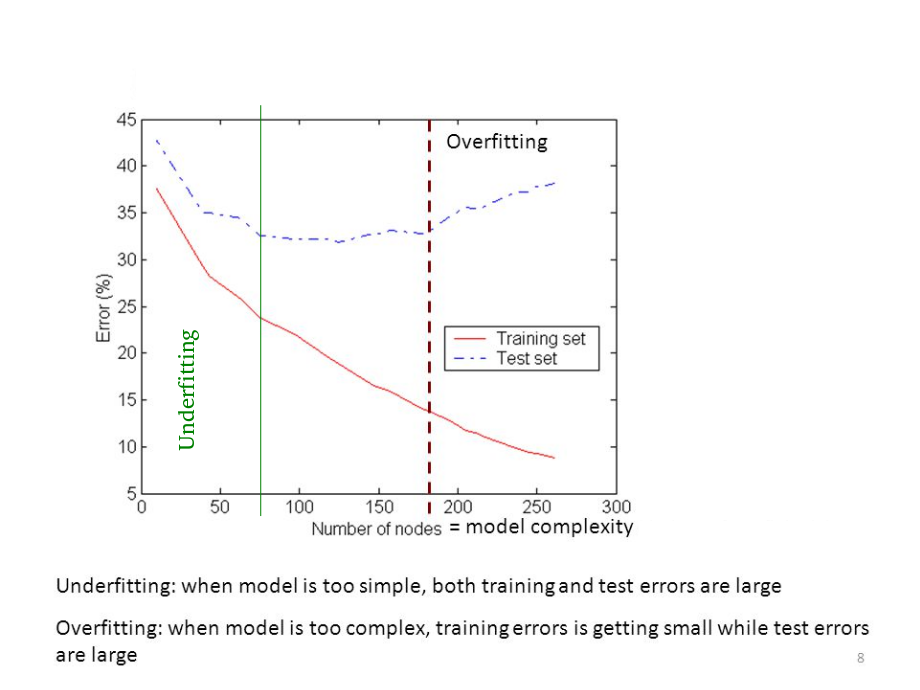 45
Overfitting
40
35
30
25
20
15
10
5
Error (%)
Underfitting
Training set
Test set
0 50 100 150 200 250 300
Number of nodes = model complexity
Underfitting: when model is too simple, both training and test errors are large
Overfitting: when model is too complex, training errors is getting small while test errors
are large
8